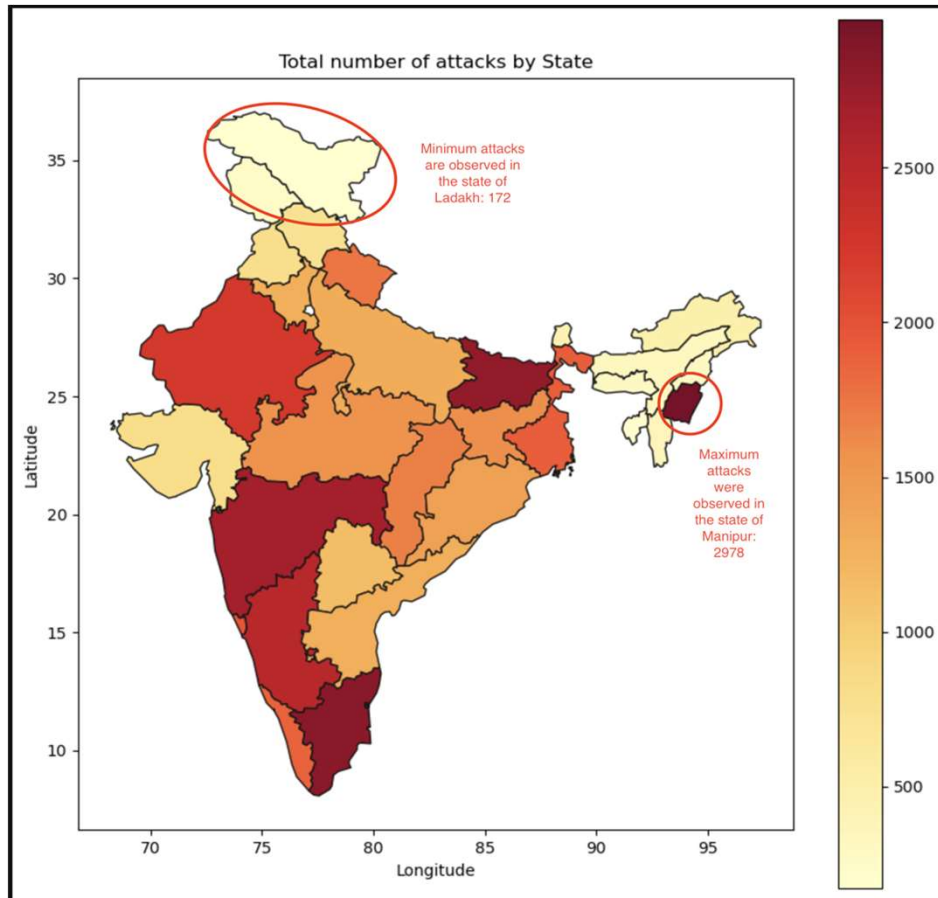 Total number of attacks by State
Minimum attacks
are observed in
the state of
Ladakh: 172
Maximum
attacks
were
observed in
the state of
Manipur:
2978
Latitude
35
30
25
20
15
10
70
75
80
85
90
95
Longitude
2500
2000
1500
1000
500